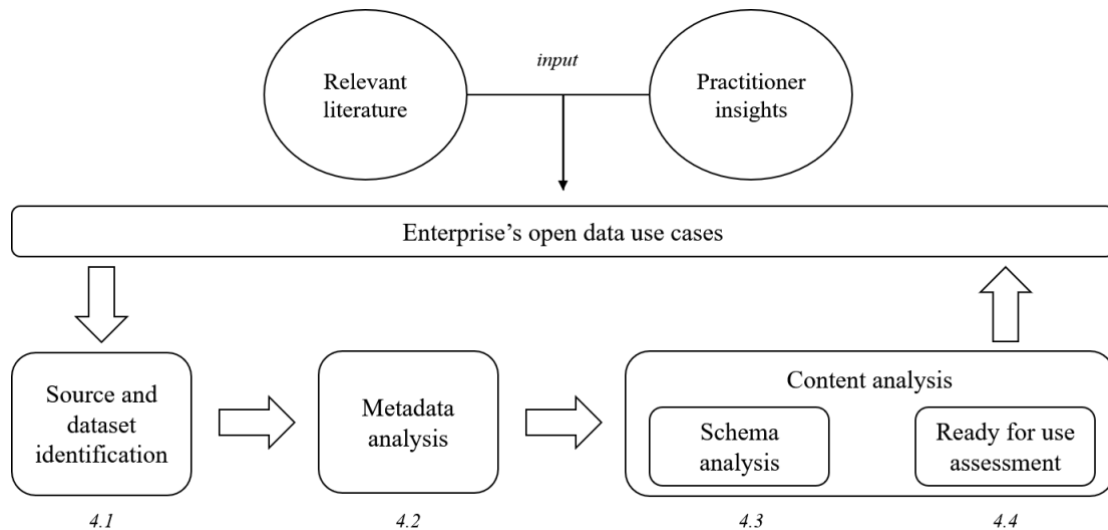 input
Relevant
literature
Practitioner
insights
Enterprise's open data use cases
Source and
dataset
identification
Metadata
analysis
Content analysis
Schema
analysis
Ready for use
assessment
4.1
4.2
4.3
4.4